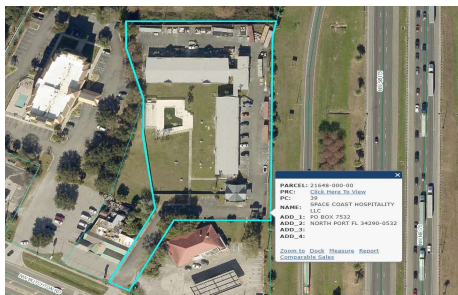 ×
PARCEL: 21648-000-00
PRC: Click Here To View
PC: 39
NAME: SPACE COAST HOSPITALITY LLC
ADD_1: PO BOX 7532
ADD_2: NORTH PORT FL 34290-0532
ADD_3:
ADD_4:
Zoom to Dock Measure Report
Comparable Sales